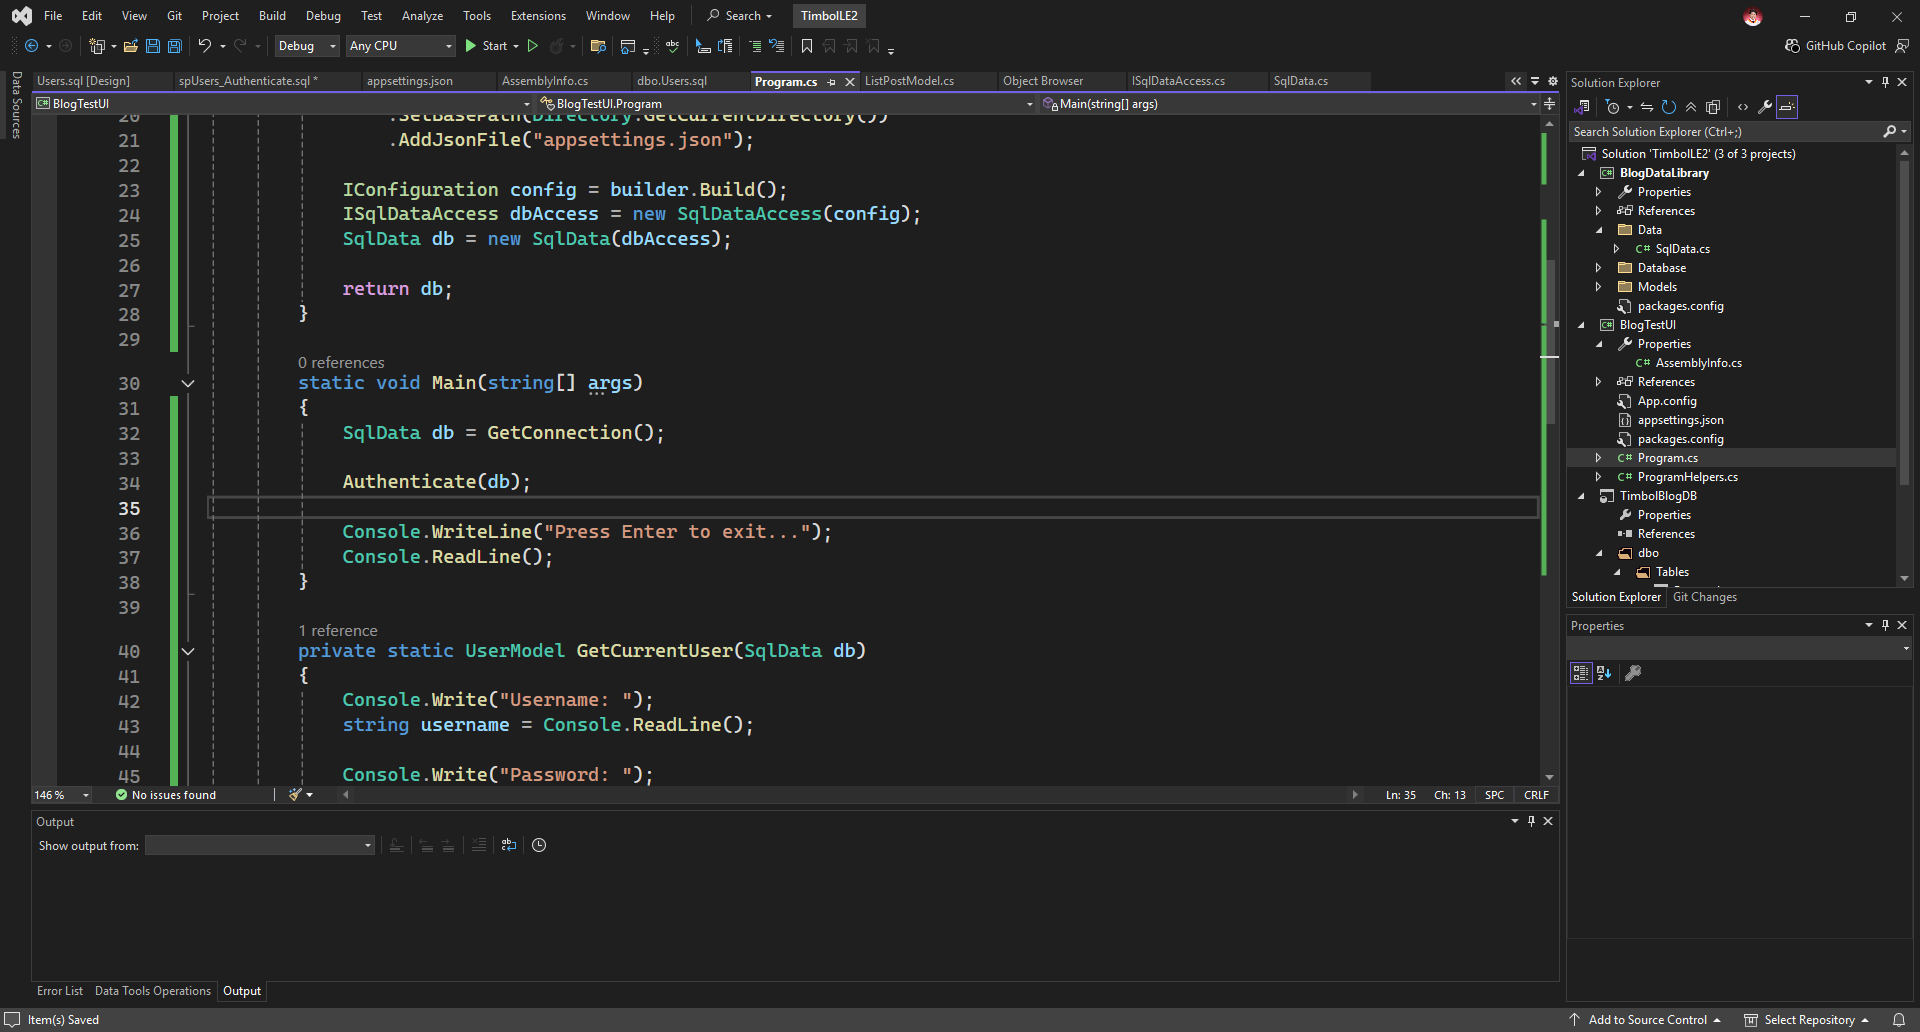 File Edit View Git Project Build Debug Test Analyze Tools Extensions Window Help Search TimbolLE2
Debug Any CPU Start GitHub Copilot
Data Sources
Users.sql [Design] spUsers_Authenticate.sql * appsettings.json AssemblyInfo.cs dbo.Users.sql Program.cs ListPostModel.cs Object Browser ISqlDataAccess.cs SqlData.cs
BlogTestUI BlogTestUI.Program Main(string[] args)
20 .SetBasePath(Directory.GetCurrentDirectory())
21 .AddJsonFile("appsettings.json");
22
23 IConfiguration config = builder.Build();
24 ISqlDataAccess dbAccess = new SqlDataAccess(config);
25 SqlData db = new SqlData(dbAccess);
26
27 return db;
28 }
29
0 references
30 static void Main(string[] args)
31 {
32 SqlData db = GetConnection();
33
34 Authenticate(db);
35
36 Console.WriteLine("Press Enter to exit...");
37 Console.ReadLine();
38 }
39
1 reference
40 private static UserModel GetCurrentUser(SqlData db)
41 {
42 Console.Write("Username: ");
43 string username = Console.ReadLine();
44
45 Console.Write("Password: ");
146 % No issues found Ln: 35 Ch: 13 SPC CRLF
Output
Show output from:
Error List Data Tools Operations Output
Solution Explorer
Search Solution Explorer (Ctrl+;)
Solution 'TimbolLE2' (3 of 3 projects)
BlogDataLibrary
Properties
References
Data
C# SqlData.cs
Database
Models
packages.config
BlogTestUI
Properties
C# AssemblyInfo.cs
References
App.config
appsettings.json
packages.config
C# Program.cs
C# ProgramHelpers.cs
TimbolBlogDB
Properties
References
dbo
Tables
Solution Explorer Git Changes
Properties
Item(s) Saved Add to Source Control Select Repository